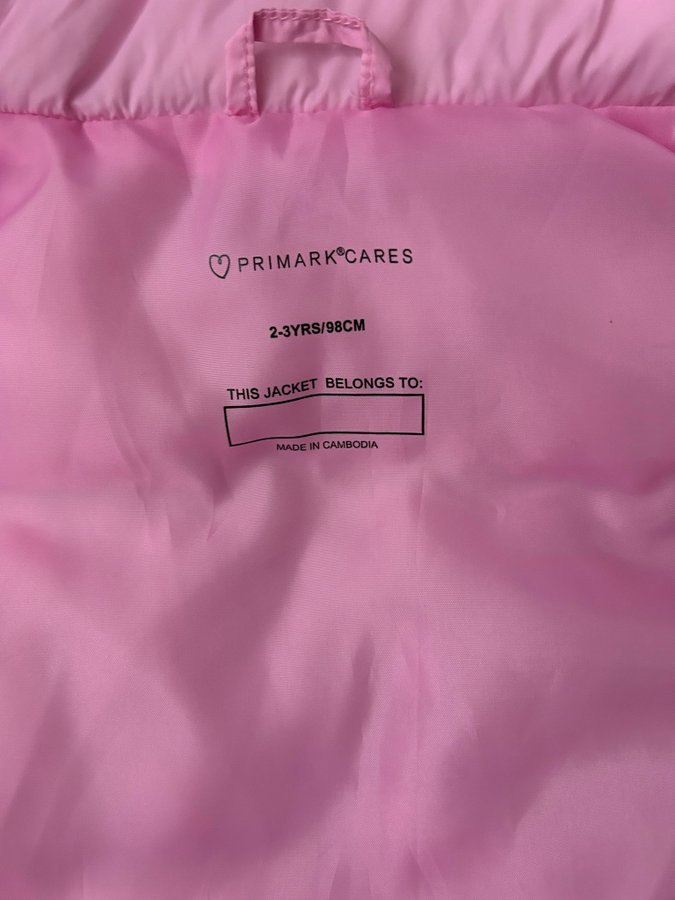 PRIMARK®CARES
2-3YRS/98CM
THIS JACKET BELONGS TO:
MADE IN CAMBODIA